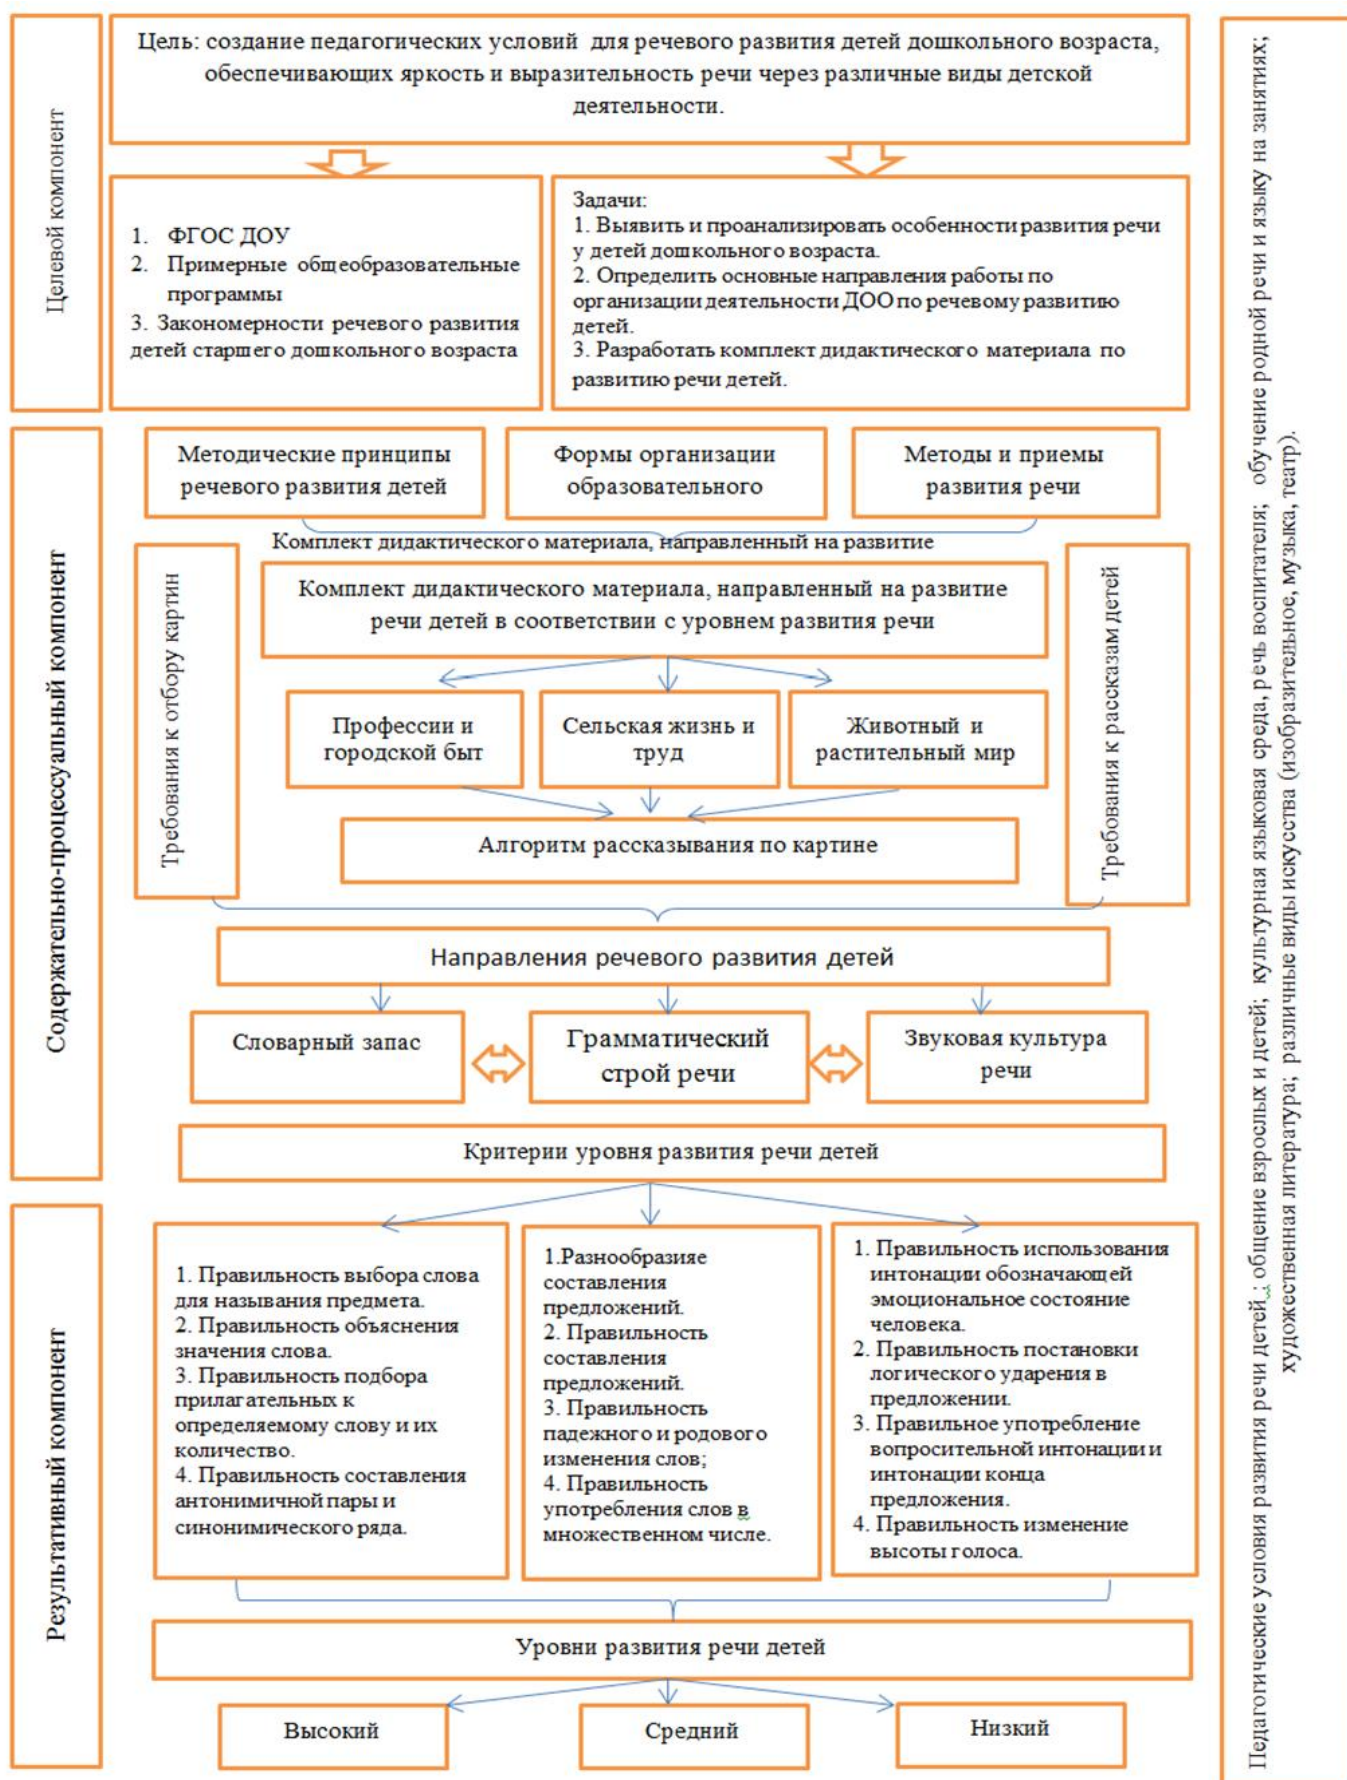 Цель: создание педагогических условий для речевого развития детей дошкольного возраста,
обеспечивающих яркость и выразительность речи через различные виды детской
деятельности.
Целевой компонент
1. ФГОС ДОУ
2. Примерные общеобразовательные
программы
3. Закономерности речевого развития
детей старшего дошкольного возраста
Задачи:
1. Выявить и проанализировать особенности развития речи
у детей дошкольного возраста.
2. Определить основные направления работы по
организации деятельности ДОО по речевому развитию
детей.
3. Разработать комплект дидактического материала по
развитию речи детей.
Содержательно-процессуальный компонент
Методические принципы
речевого развития детей
Формы организации
образовательного
Методы и приемы
развития речи
Комплект дидактического материала, направленный на развитие
Требования к отбору картин
Комплект дидактического материала, направленный на развитие
речи детей в соответствии с уровнем развития речи
Требования к рассказам детей
Профессии и
городской быт
Сельская жизнь и
труд
Животный и
растительный мир
Алгоритм рассказывания по картине
Направления речевого развития детей
Словарный запас
Грамматический
строй речи
Звуковая культура
речи
Критерии уровня развития речи детей
Результативный компонент
1. Правильность выбора слова
для называния предмета.
2. Правильность объяснения
значения слова.
3. Правильность подбора
прилагательных к
определяемому слову и их
количество.
4. Правильность составления
антонимичной пары и
синонимического ряда.
1.Разнообразияе
составления
предложений.
2. Правильность
составления
предложений.
3. Правильность
падежного и родового
изменения слов;
4. Правильность
употребления слов в
множественном числе.
1. Правильность использования
интонации обозначающей
эмоциональное состояние
человека.
2. Правильность постановки
логического ударения в
предложении.
3. Правильное употребление
вопросительной интонации и
интонации конца
предложения.
4. Правильность изменение
высоты голоса.
Уровни развития речи детей
Высокий
Средний
Низкий
Педагогические условия развития речи детей : общение взрослых и детей; культурная языковая среда, речь воспитателя; обучение родной речи и языку на занятиях;
художественная литература; различные виды искусства (изобразительное, музыка, театр).